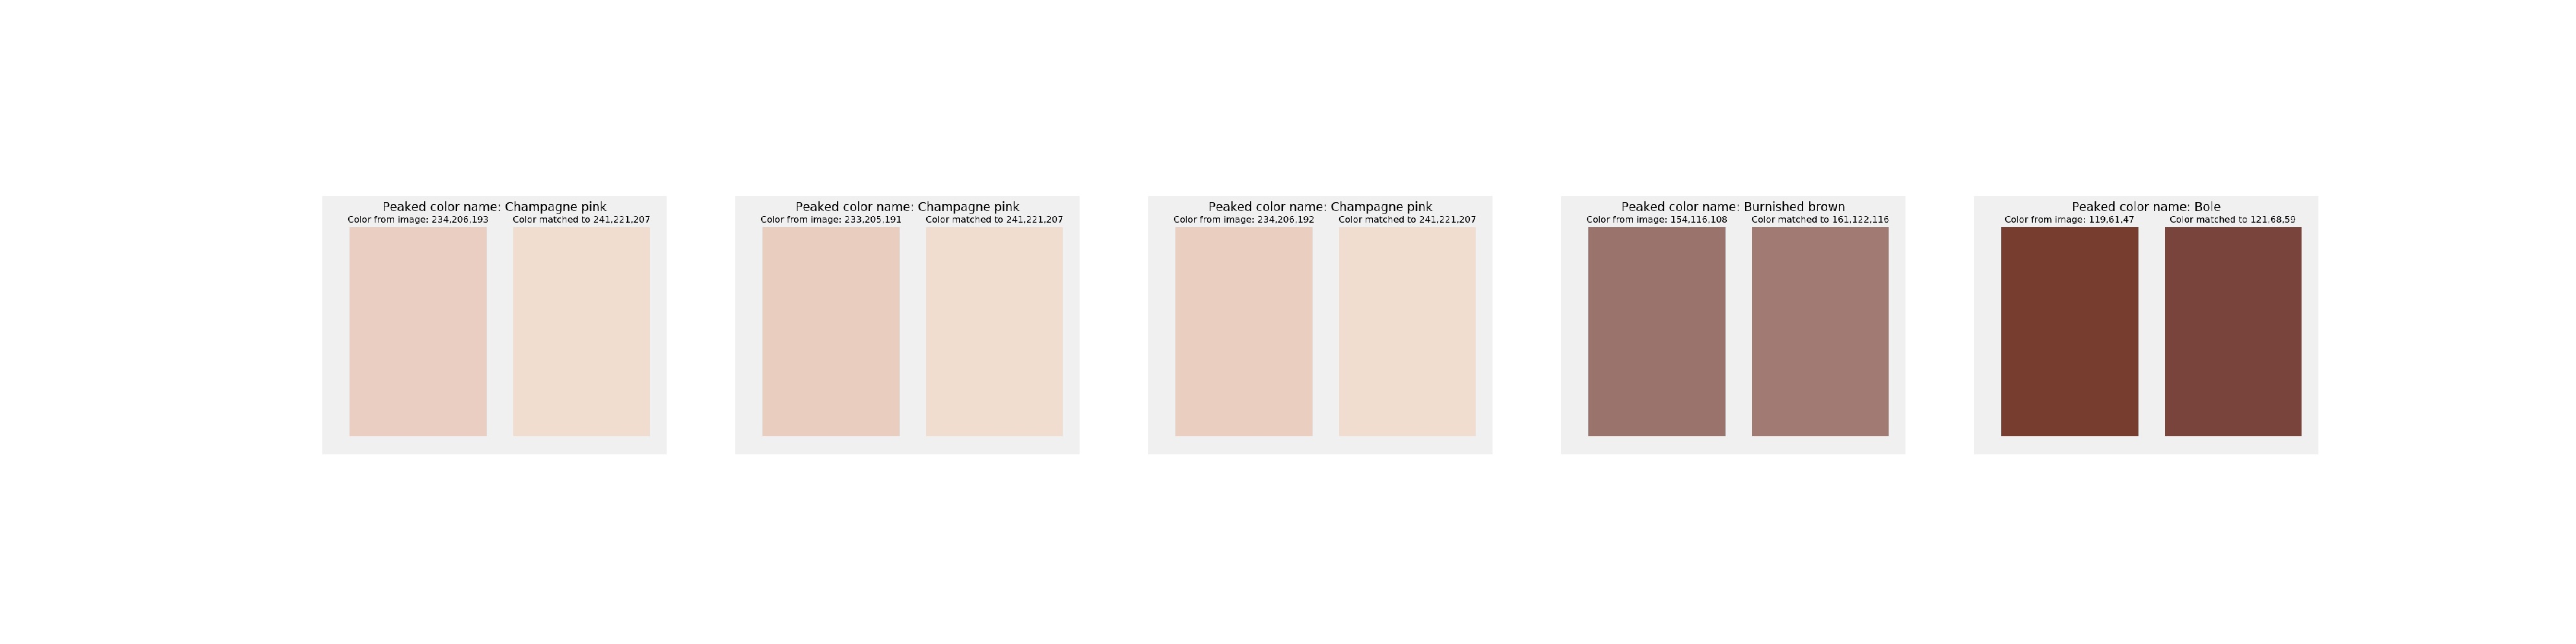 Peaked color name: Champagne pink
Color from image: 234,206,193
Color matched to 241,221,207
Peaked color name: Champagne pink
Color from image: 233,205,191
Color matched to 241,221,207
Peaked color name: Champagne pink
Color from image: 234,206,192
Color matched to 241,221,207
Peaked color name: Burnished brown
Color from image: 154,116,108
Color matched to 161,122,116
Peaked color name: Bole
Color from image: 119,61,47
Color matched to 121,68,59